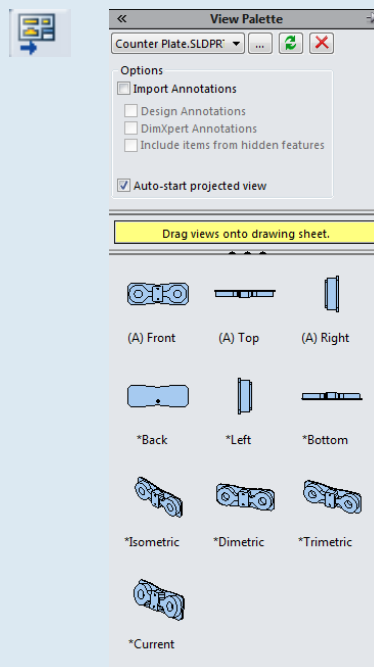 View Palette
Counter Plate.SLDPR
...
Options
Import Annotations
Design Annotations
DimXpert Annotations
Include items from hidden features
Auto-start projected view
Drag views onto drawing sheet.
(A) Front (A) Top (A) Right
*Back *Left *Bottom
*Isometric *Dimetric *Trimetric
*Current